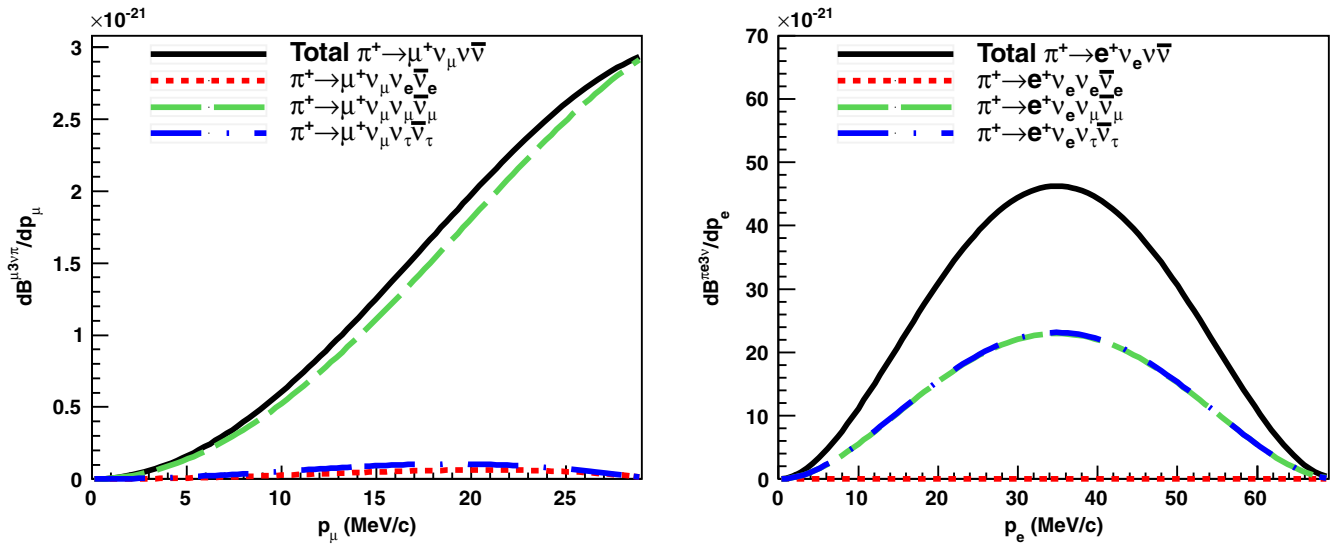 ×10⁻²¹
Total π⁺→μ⁺ν_μνν̅
π⁺→μ⁺ν_μν_eν̅_e
π⁺→μ⁺ν_μν_μν̅_μ
π⁺→μ⁺ν_μν_τν̅_τ
dB^μ3νπ/dp_μ
3
2.5
2
1.5
1
0.5
0
0 5 10 15 20 25
p_μ (MeV/c)
×10⁻²¹
Total π⁺→e⁺ν_eνν̅
π⁺→e⁺ν_eν_eν̅_e
π⁺→e⁺ν_eν_μν̅_μ
π⁺→e⁺ν_eν_τν̅_τ
dB^πe3ν/dp_e
70
60
50
40
30
20
10
0
0 10 20 30 40 50 60
p_e (MeV/c)